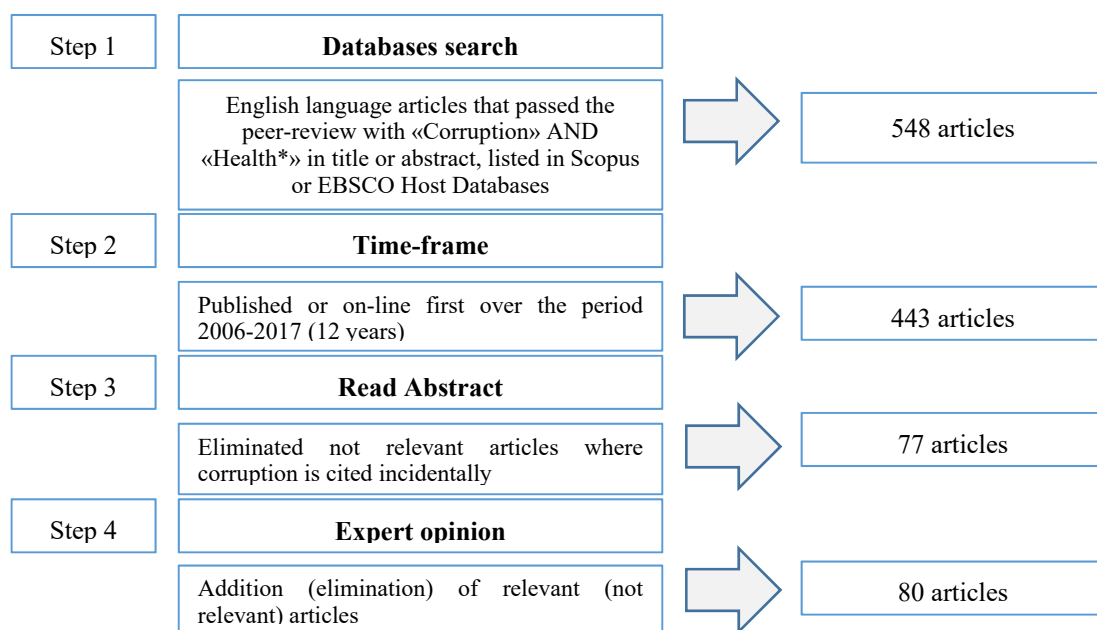 Step 1
Databases search
English language articles that passed the
peer-review with «Corruption» AND
«Health*» in title or abstract, listed in Scopus
or EBSCO Host Databases
548 articles
Step 2
Time-frame
Published or on-line first over the period
2006-2017 (12 years)
443 articles
Step 3
Read Abstract
Eliminated not relevant articles where
corruption is cited incidentally
77 articles
Step 4
Expert opinion
Addition (elimination) of relevant (not
relevant) articles
80 articles